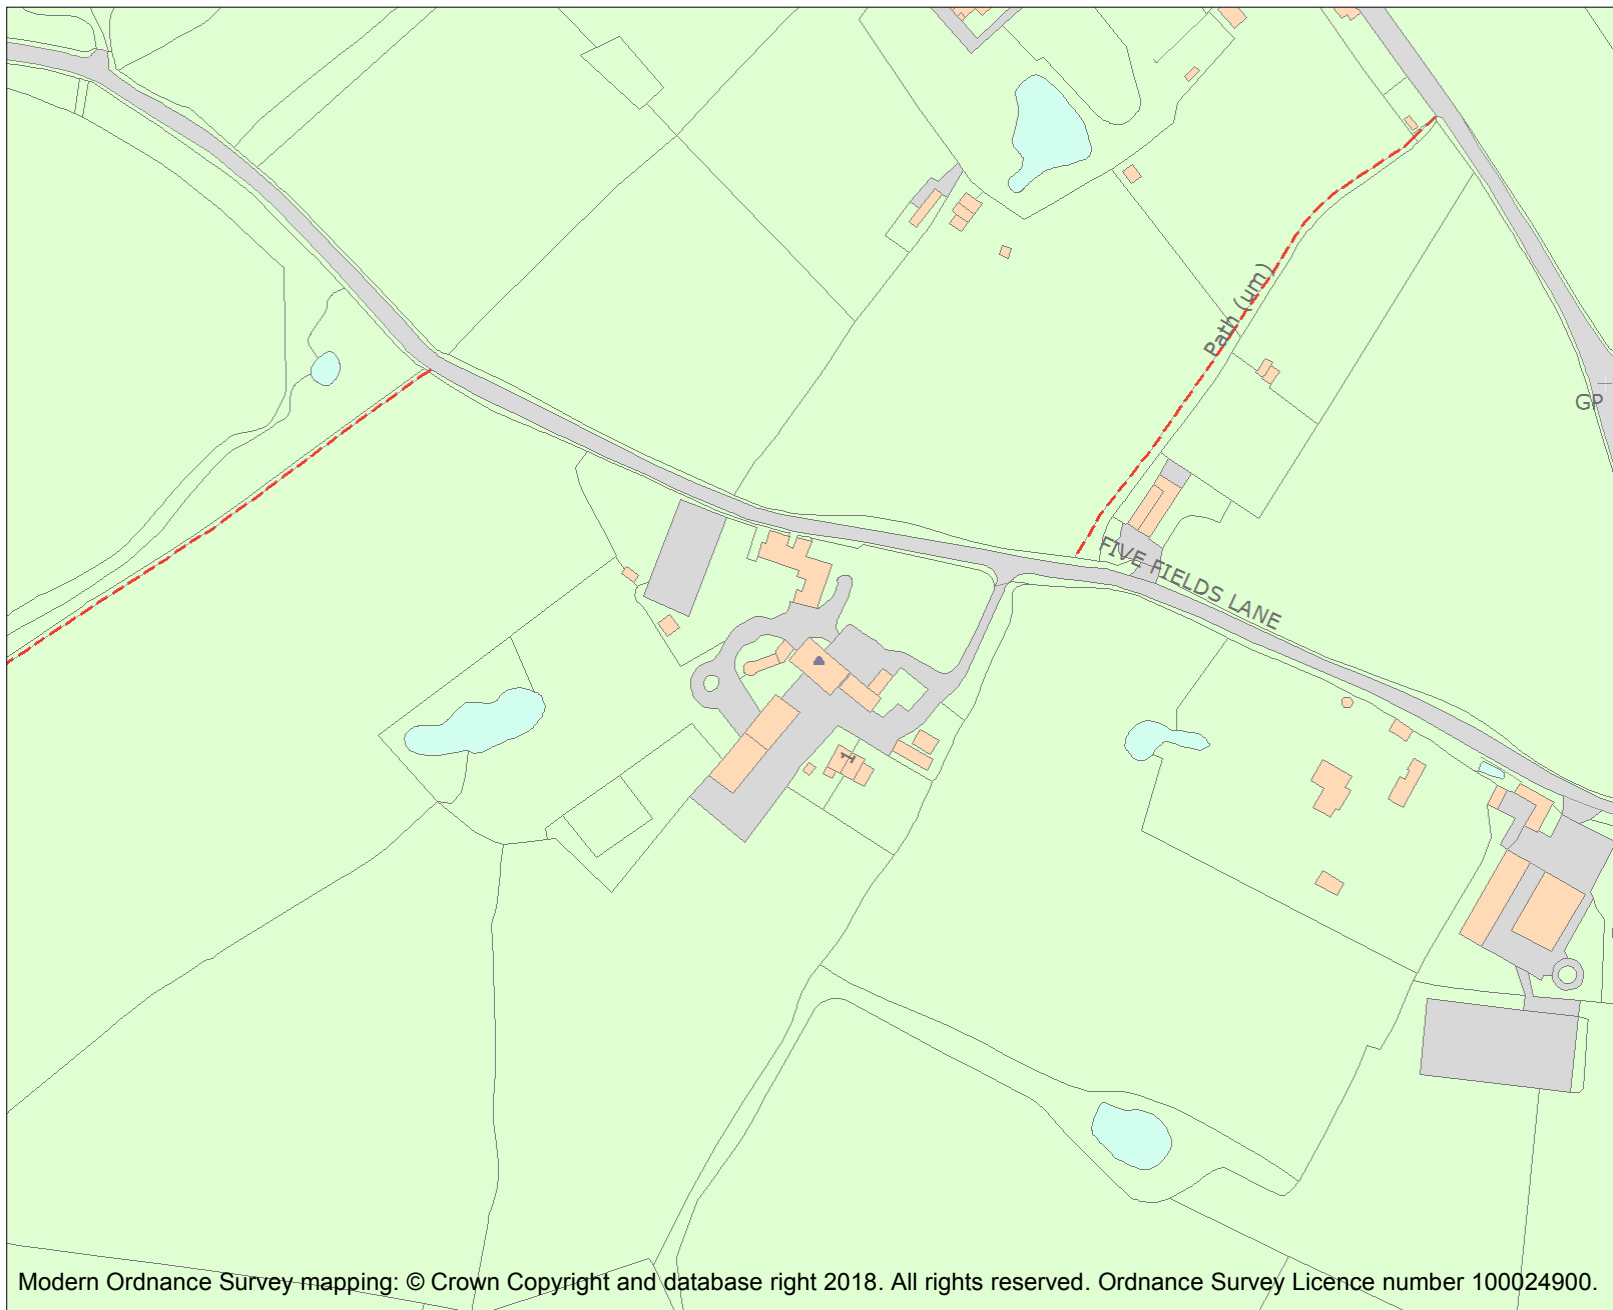 Path (um)
GP
FIVE FIELDS LANE
1
Modern Ordnance Survey mapping: © Crown Copyright and database right 2018. All rights reserved. Ordnance Survey Licence number 100024900.